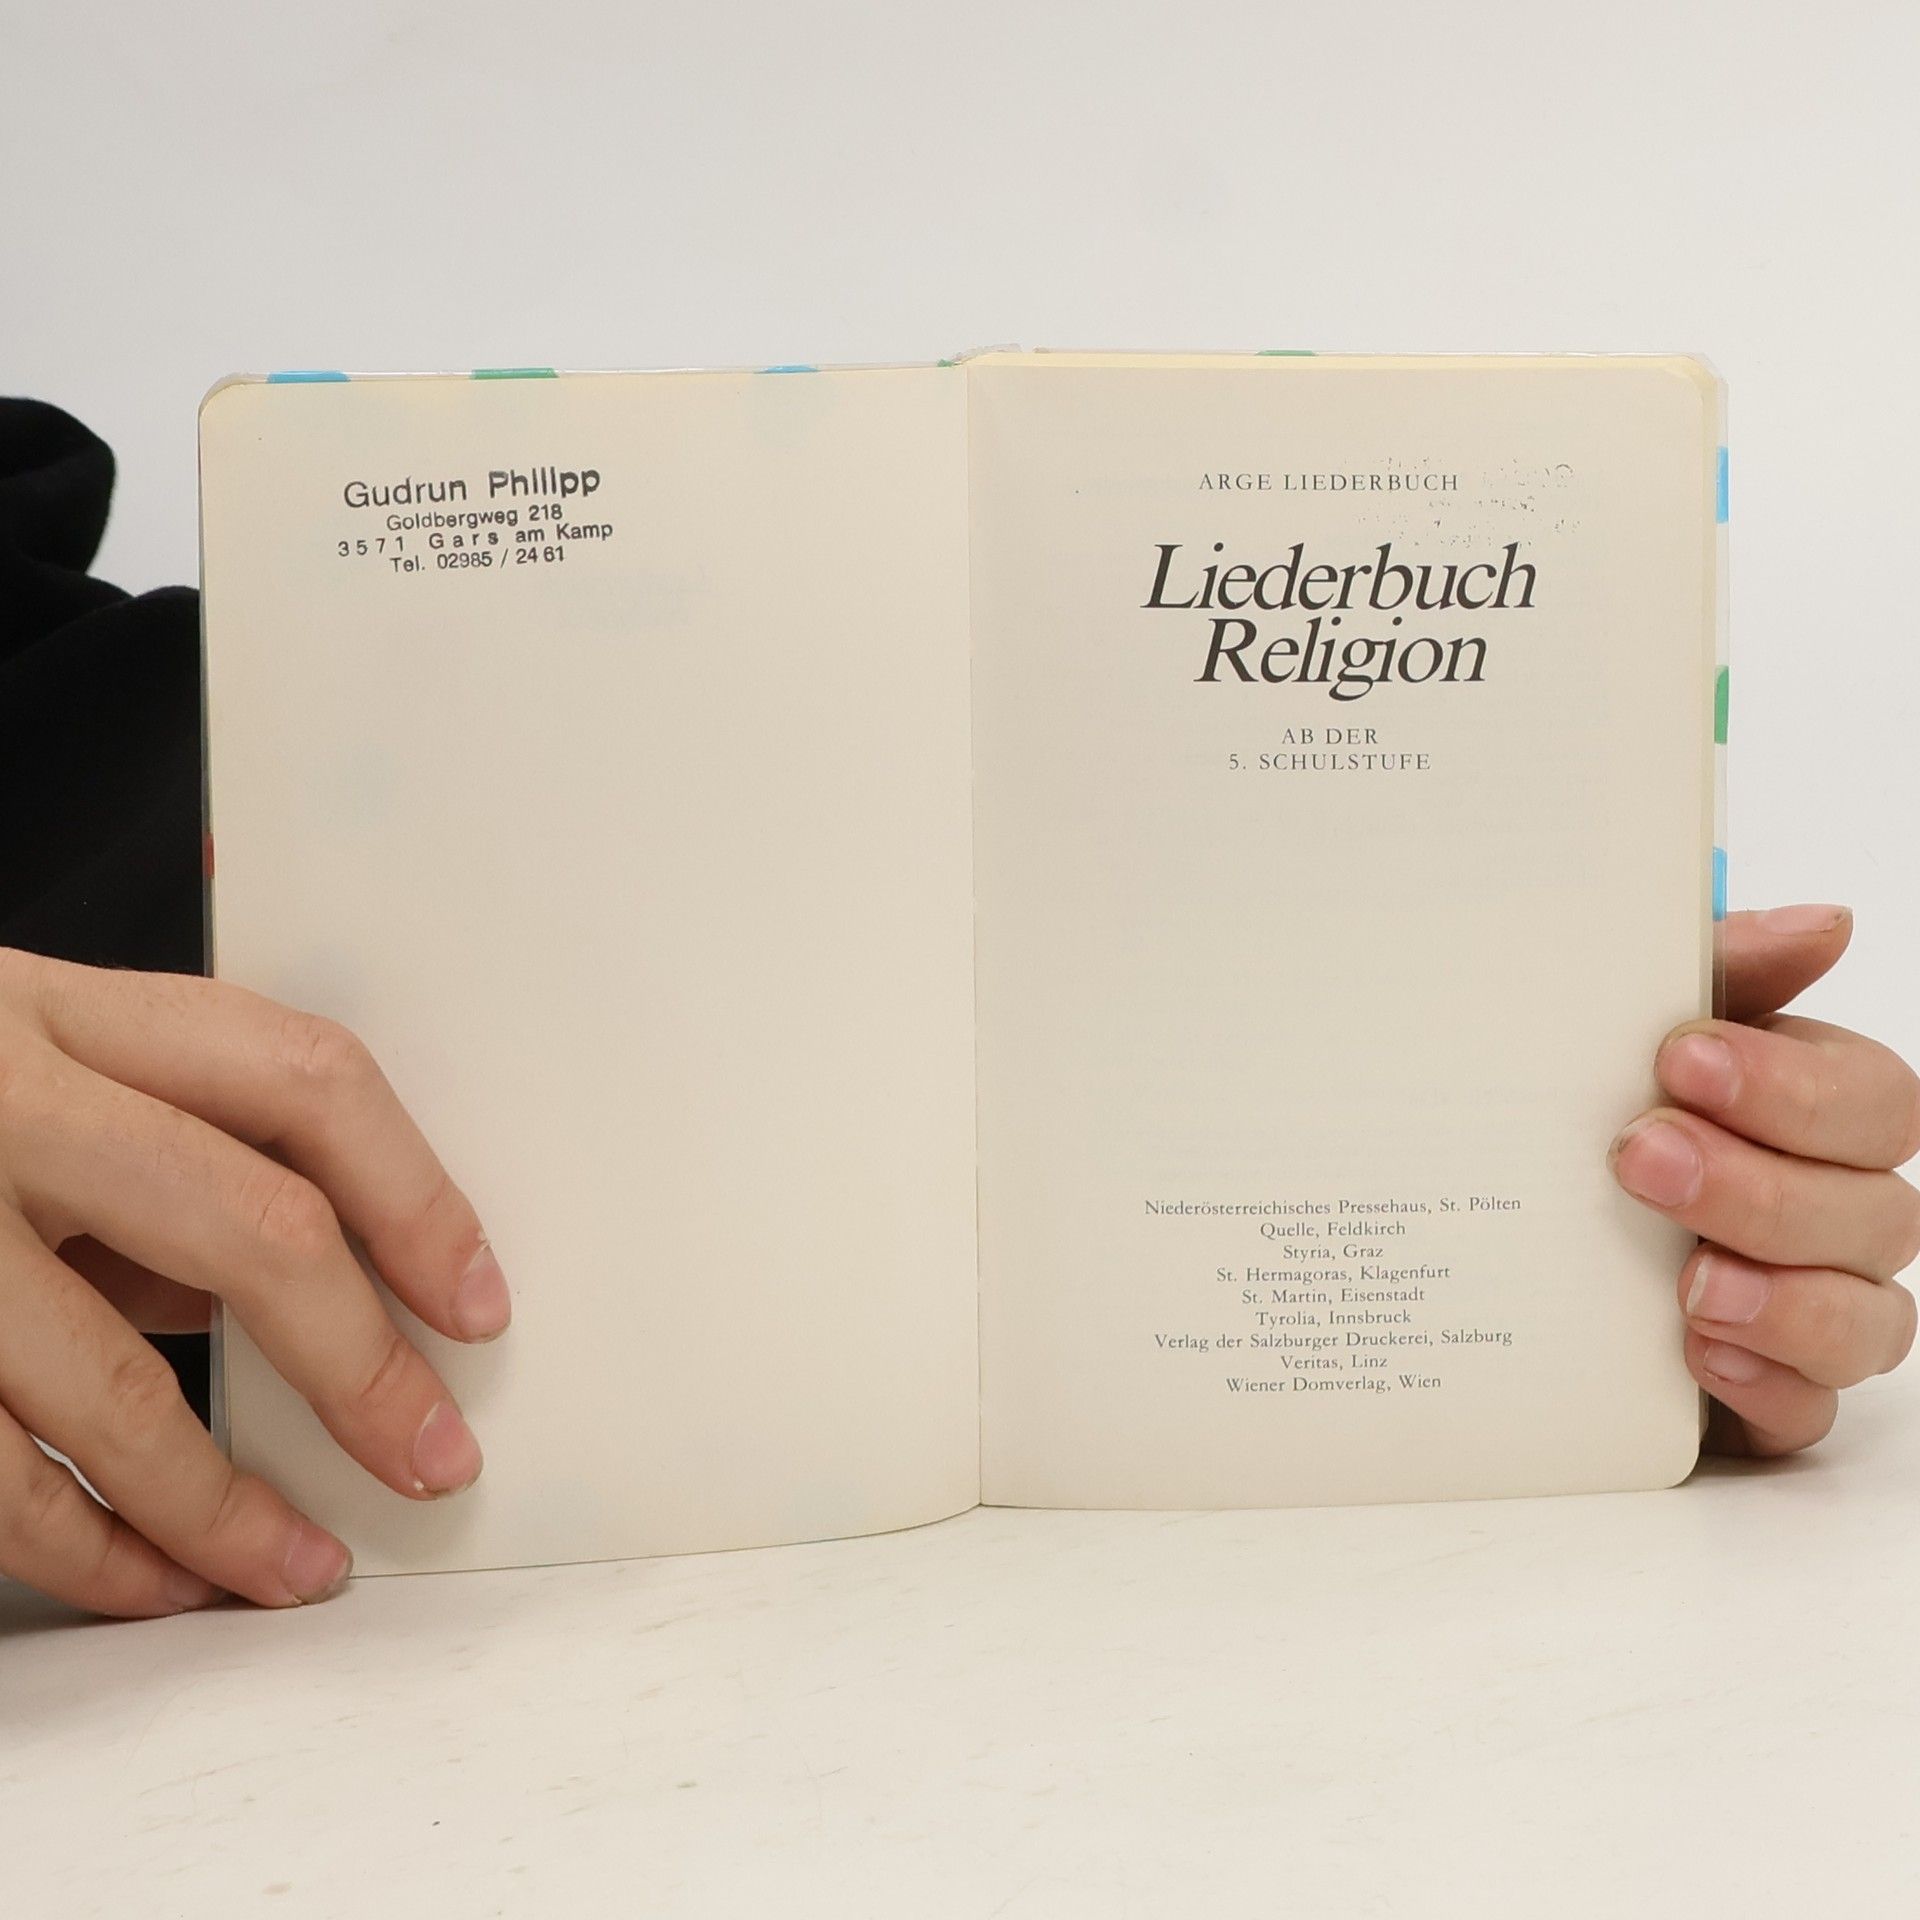 Gudrun Philipp
Goldbergweg 218
3571 Gars am Kamp
Tel. 02985 / 24 61
ARGE LIEDERBUCH
Liederbuch
Religion
AB DER
5. SCHULSTUFE
Niederösterreichisches Pressehaus, St. Pölten
Quelle, Feldkirch
Styria, Graz
St. Hermagoras, Klagenfurt
St. Martin, Eisenstadt
Tyrolia, Innsbruck
Verlag der Salzburger Druckerei, Salzburg
Veritas, Linz
Wiener Domverlag, Wien